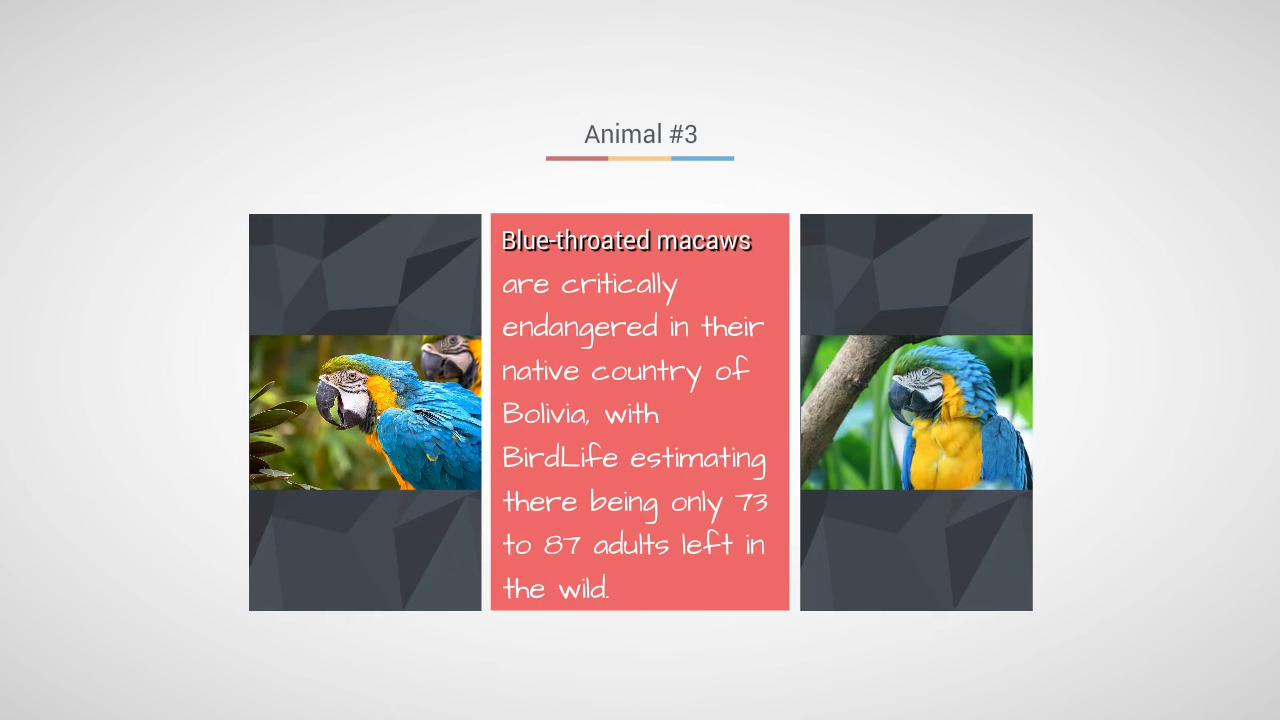 Animal #3
Blue-throated macaws
are critically
endangered in their
native country of
Bolivia, with
BirdLife estimating
there being only 73
to 87 adults left in
the wild.